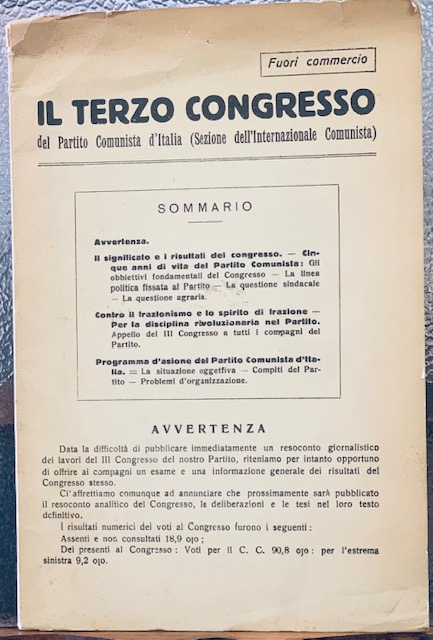 Fuori commercio
IL TERZO CONGRESSO
del Partito Comunista d'Italia (Sezione dell'Internazionale Comunista)
SOMMARIO
Avvertenza.
Il significato e i risultati del congresso. — Cin-
que anni di vita del Partito Comunista: Gli
obbiettivi fondamentali del Congresso — La linea
politica fissata al Partito — La questione sindacale
— La questione agraria.
Contro il frazionismo e lo spirito di frazione —
Per la disciplina rivoluzionaria nel Partito.
Appello del III Congresso a tutti i compagni del
Partito.
Programma d'azione del Partito Comunista d'Ita-
lia. = La situazione oggettiva — Compiti del Par-
tito — Problemi d'organizzazione.
AVVERTENZA
Data la difficoltà di pubblicare immediatamente un resoconto giornalistico
dei lavori del III Congresso del nostro Partito, riteniamo per intanto opportuno
di offrire ai compagni un esame e una informazione generale dei risultati del
Congresso stesso.
Ci affrettiamo comunque ad annunciare che prossimamente sarà pubblicato
il resoconto analitico del Congresso, le deliberazioni e le tesi nel loro testo
definitivo.
I risultati numerici dei voti al Congresso furono i seguenti :
Assenti e non consultati 18,9 o|o ;
Dei presenti al Congresso : Voti per il C. C. 90,8 o|o : per l'estrema
sinistra 9,2 o|o.